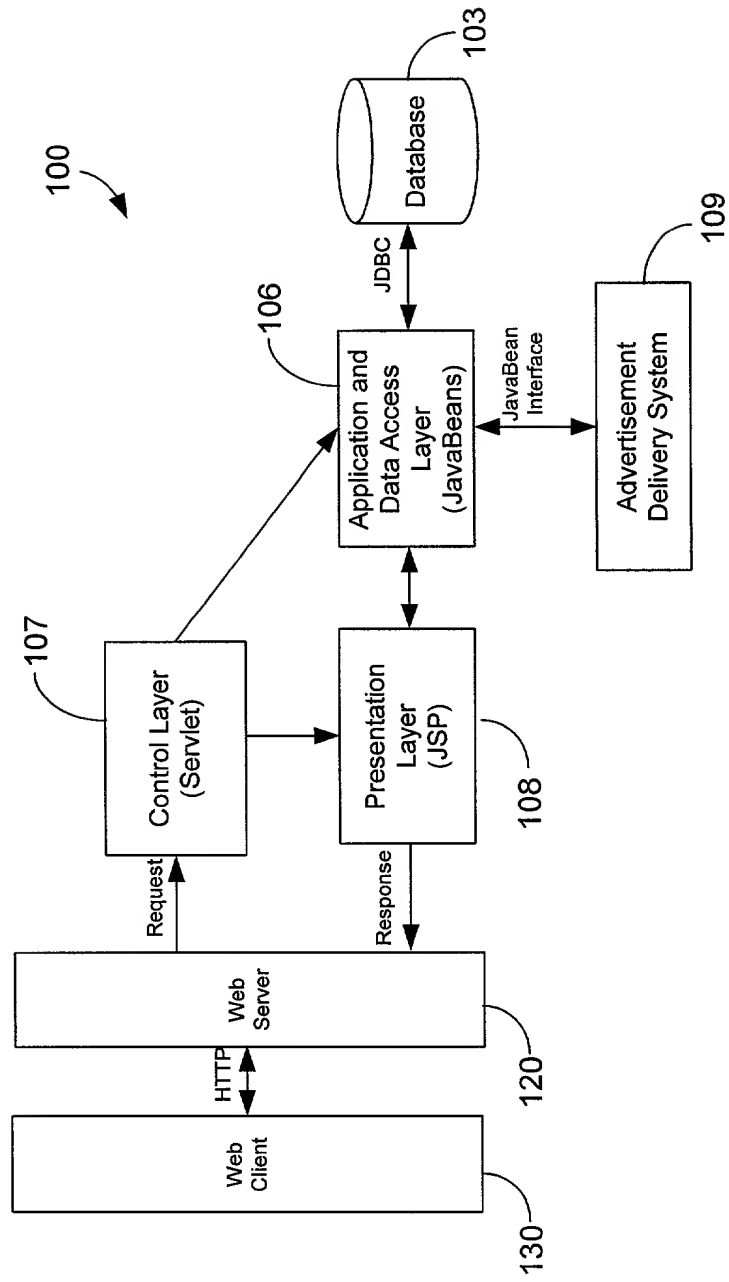 100
107
Control Layer
(Servlet)
106
Application and
Data Access
Layer
(JavaBeans)
103
Database
JDBC
Request
Web
Client
HTTP
Web
Server
Response
Presentation
Layer
(JSP)
JavaBean
Interface
130
120
108
Advertisement
Delivery System
109